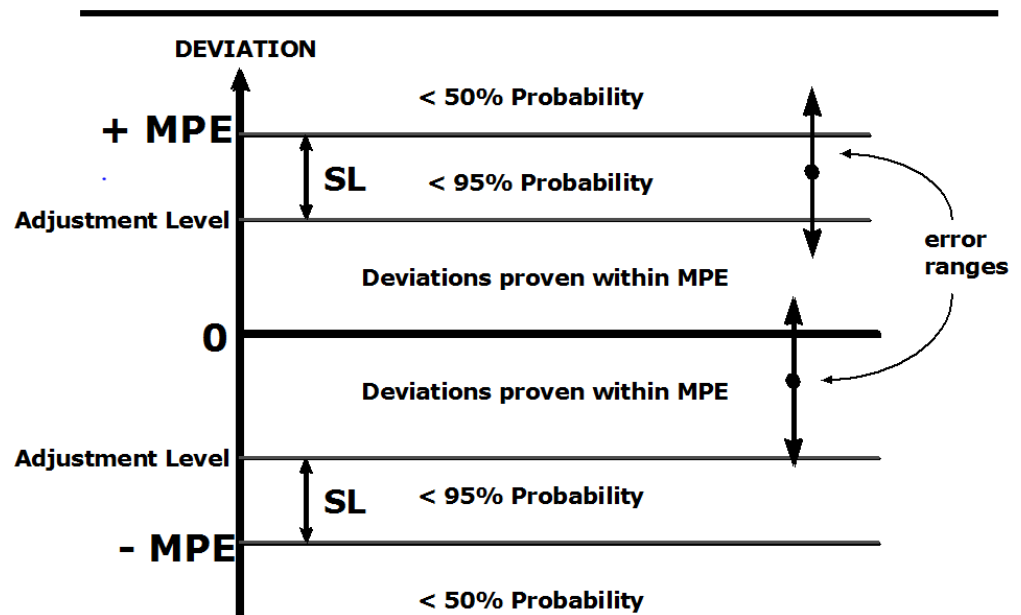 DEVIATION
< 50% Probability
+ MPE
SL
< 95% Probability
Adjustment Level
error
ranges
Deviations proven within MPE
0
Deviations proven within MPE
Adjustment Level
SL
< 95% Probability
- MPE
< 50% Probability